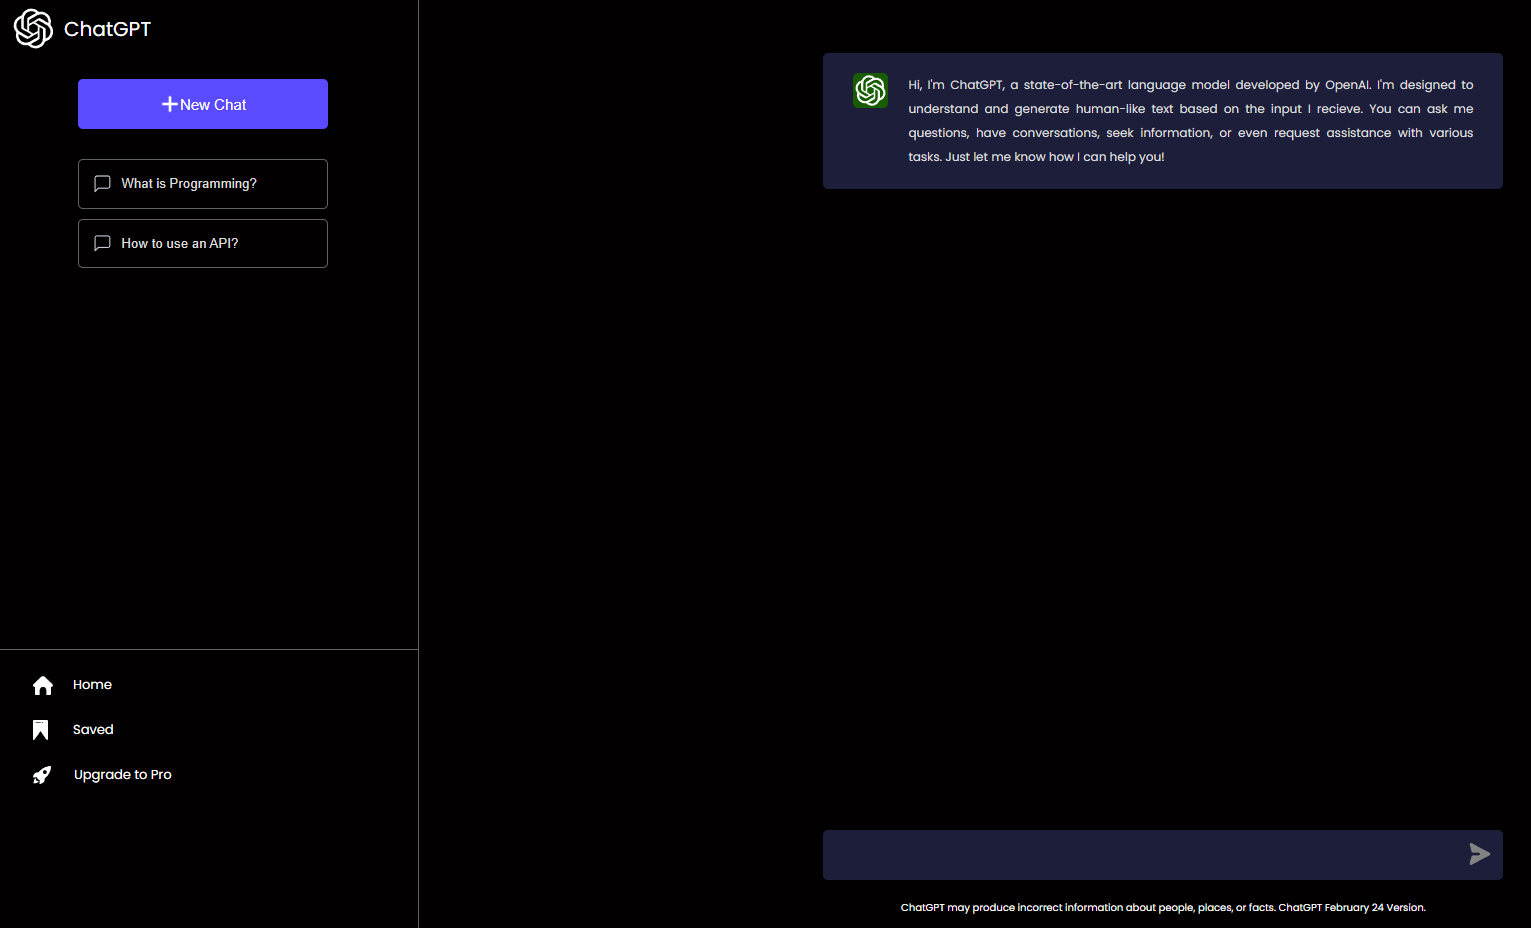 ChatGPT
New Chat
What is Programming?
How to use an API?
Home
Saved
Upgrade to Pro
Hi, I'm ChatGPT, a state-of-the-art language model developed by OpenAI. I'm designed to
understand and generate human-like text based on the input I recieve. You can ask me
questions, have conversations, seek information, or even request assistance with various
tasks. Just let me know how I can help you!
ChatGPT may produce incorrect information about people, places, or facts. ChatGPT February 24 Version.